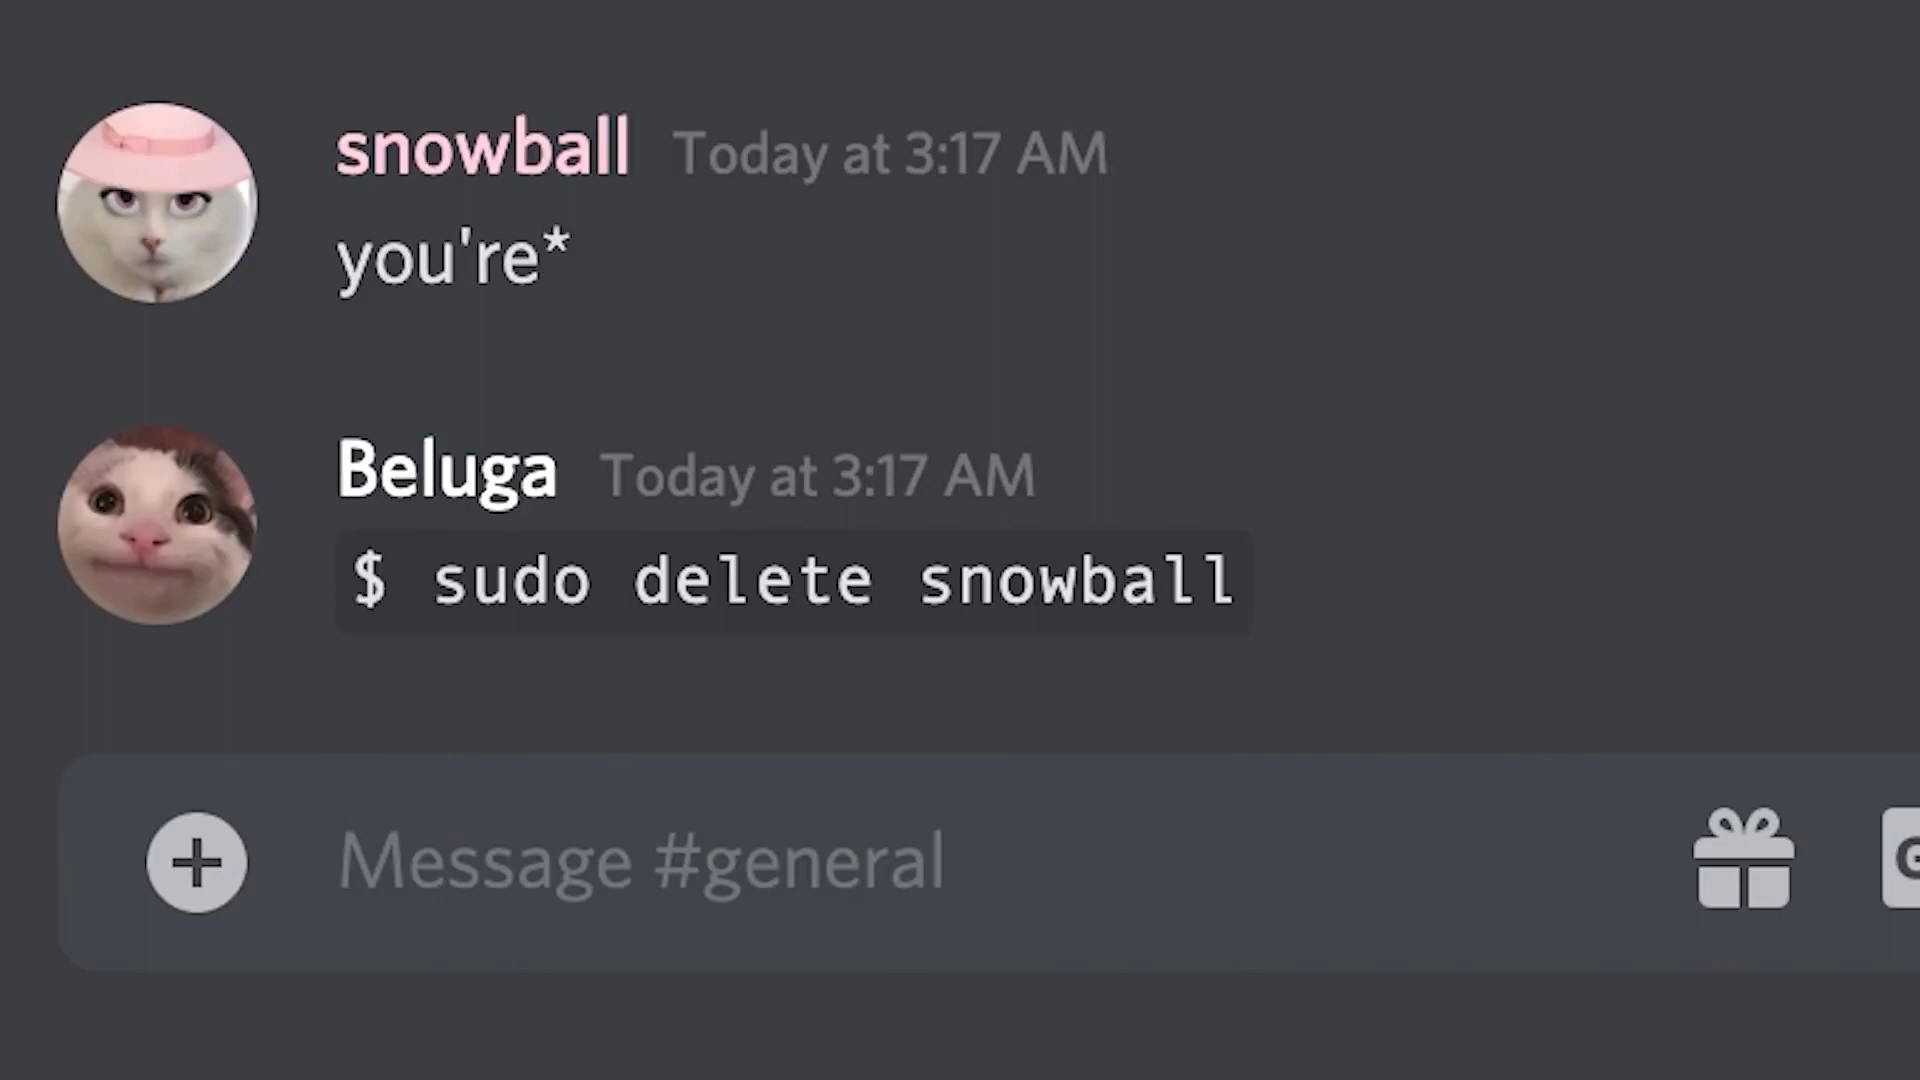 snowball Today at 3:17 AM
you're*
Beluga Today at 3:17 AM
$ sudo delete snowball
Message #general